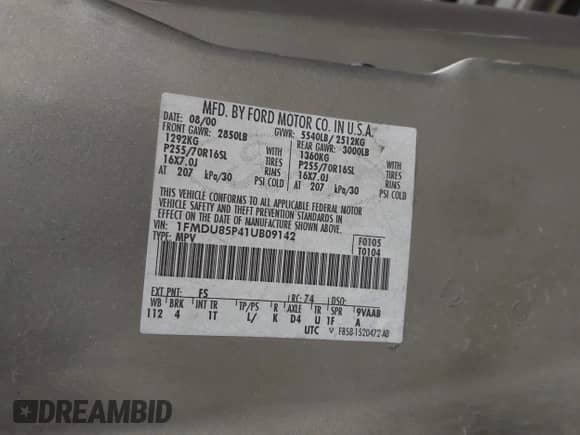 MFD. BY FORD MOTOR CO. IN U.S.A.
DATE: 08/00 GVWR: 5540LB/ 2512KG
FRONT GAWR: 2850LB REAR GAWR: 3000LB
1292KG WITH 1360KG WITH
P255/70R16SL TIRES P255/70R16SL TIRES
16X7.0J RIMS 16X7.0J RIMS
AT 207 kPa/30 PSI COLD AT 207 kPa/30 PSI COLD
THIS VEHICLE CONFORMS TO ALL APPLICABLE FEDERAL MOTOR
VEHICLE SAFETY AND THEFT PREVENTION STANDARDS IN
EFFECT ON THE DATE OF MANUFACTURE SHOWN ABOVE.
VIN: 1FMDU85P41UB09142 F0105
TYPE: MPV T0104
EXT PNT: FS RC: 74 DSO:
WB BRK INT TR TP/PS R AXLE TR SPR 9VAAB
112 4 1T L/ K D4 U 1F A
UTC ▽ F85B-1520472-AB
DREAMBID